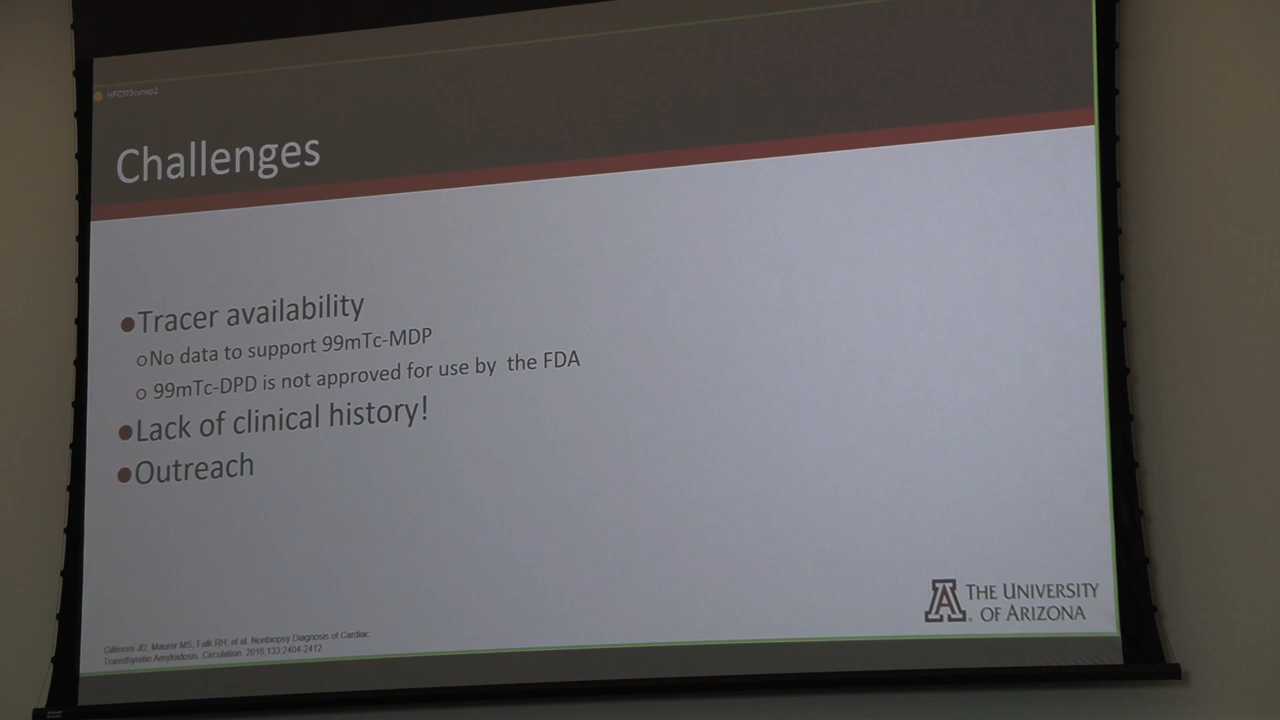 HFC173cynap2
Challenges
●Tracer availability
○No data to support 99mTc-MDP
○ 99mTc-DPD is not approved for use by the FDA
●Lack of clinical history!
●Outreach
A THE UNIVERSITY
OF ARIZONA
Gillmore JD, Maurer MS, Falk RH, et al. Nonbiopsy Diagnosis of Cardiac
Transthyretin Amyloidosis. Circulation. 2016;133:2404-2412.